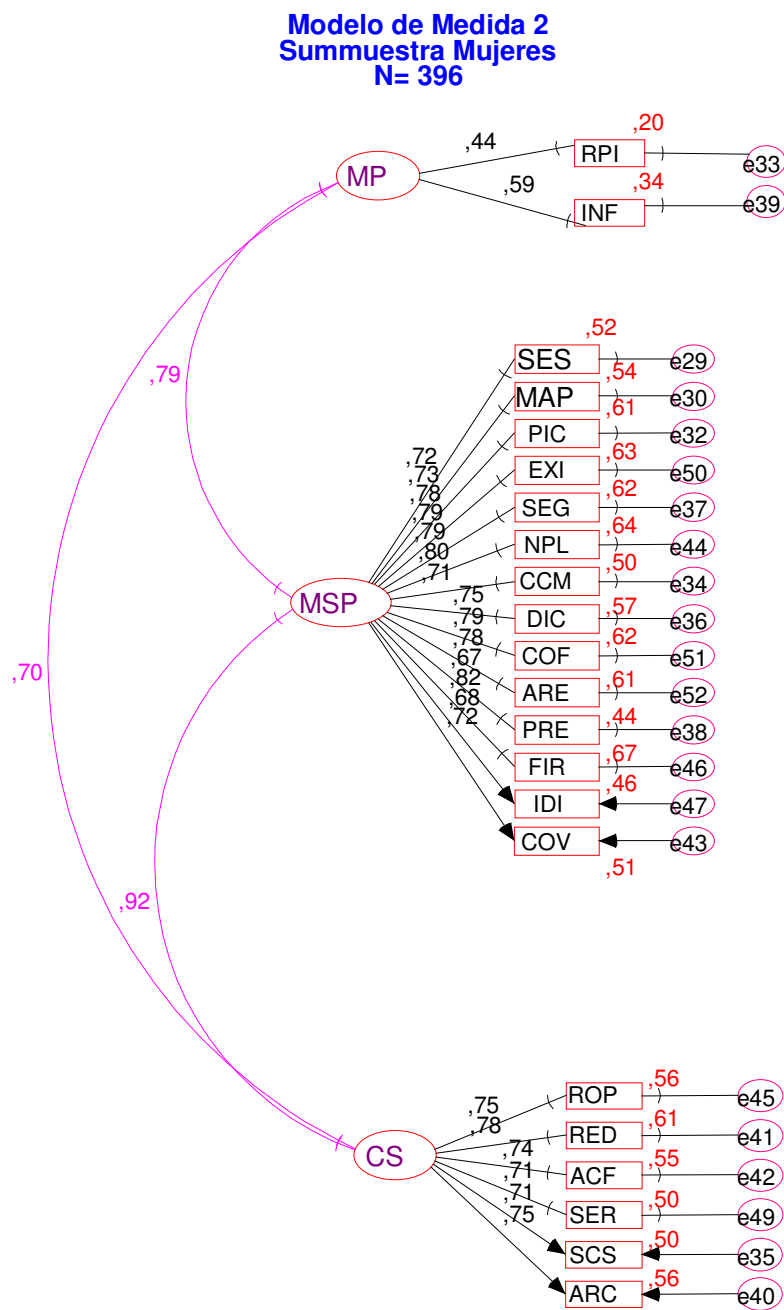 Modelo de Medida 2
Summuestra Mujeres
N= 396
,20
,44
RPI
MP
e33
,59
,34
INF
e39
,52
SES
e29
,79
,54
MAP
e30
,61
PIC
e32
,72
,63
EXI
e50
,73
,78
,62
SEG
e37
,79
,79
,64
NPL
e44
,80
,71
,50
CCM
e34
MSP
,75
,57
DIC
e36
,79
,62
COF
e51
,78
,61
ARE
e52
,67
,70
,82
,44
PRE
e38
,68
,67
FIR
e46
,72
,46
IDI
e47
COV
e43
,51
,92
,56
ROP
e45
,75
,78
,61
RED
e41
CS
,74
,55
ACF
e42
,71
,50
SER
e49
,71
,50
SCS
e35
,75
,56
ARC
e40